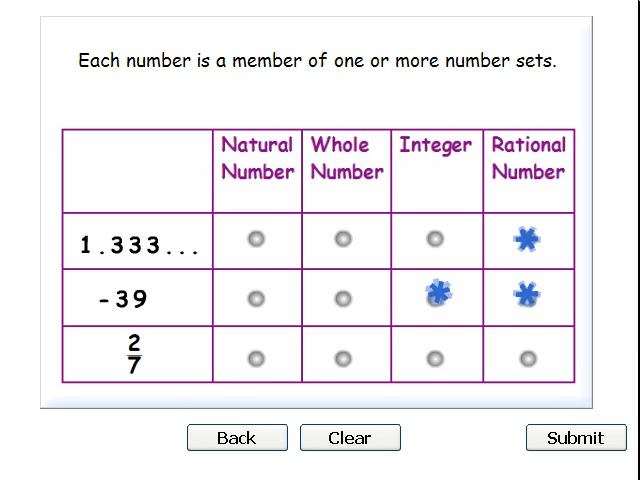 Each number is a member of one or more number sets.
Natural Number Whole Number Integer Rational Number
1.333...
-39
2/7
Back Clear Submit